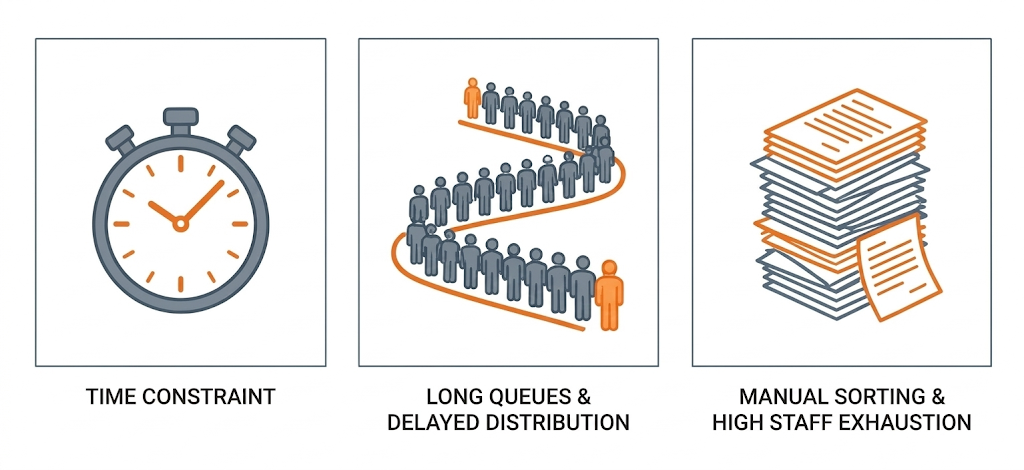 TIME CONSTRAINT
LONG QUEUES &
DELAYED DISTRIBUTION
MANUAL SORTING &
HIGH STAFF EXHAUSTION